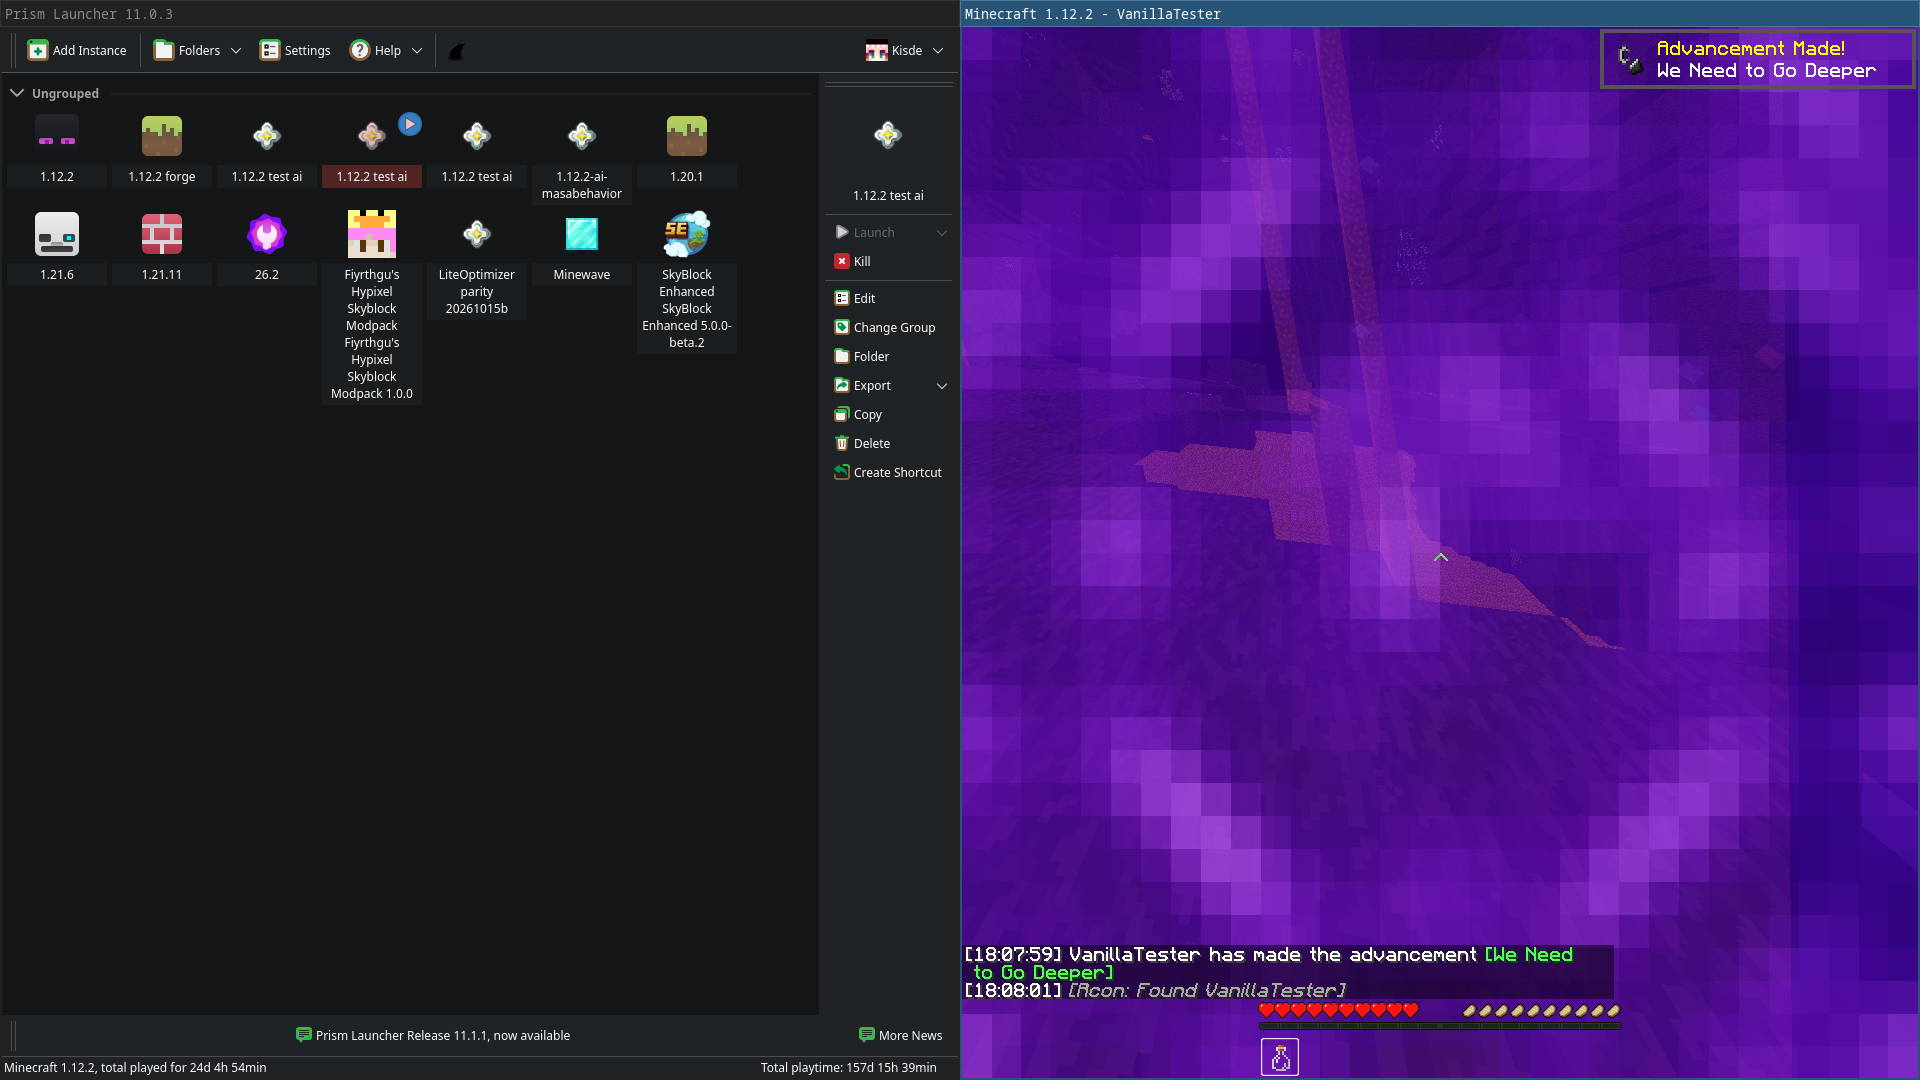 Prism Launcher 11.0.3
Add Instance
Folders
Settings
Help
Kisde
Ungrouped
1.12.2
1.12.2 forge
1.12.2 test ai
1.12.2 test ai
1.12.2 test ai
1.12.2-ai-
masabehavior
1.20.1
1.21.6
1.21.11
26.2
Fiyrthgu's
Hypixel
Skyblock
Modpack
Fiyrthgu's
Hypixel
Skyblock
Modpack 1.0.0
LiteOptimizer
parity
20261015b
Minewave
SE
SkyBlock
Enhanced
SkyBlock
Enhanced 5.0.0-
beta.2
1.12.2 test ai
Launch
Kill
Edit
Change Group
Folder
Export
Copy
Delete
Create Shortcut
Prism Launcher Release 11.1.1, now available
More News
Minecraft 1.12.2, total played for 24d 4h 54min
Total playtime: 157d 15h 39min
Minecraft 1.12.2 - VanillaTester
Advancement Made!
We Need to Go Deeper
[18:07:59] VanillaTester has made the advancement [We Need
to Go Deeper]
[18:08:01] [Rcon: Found VanillaTester]